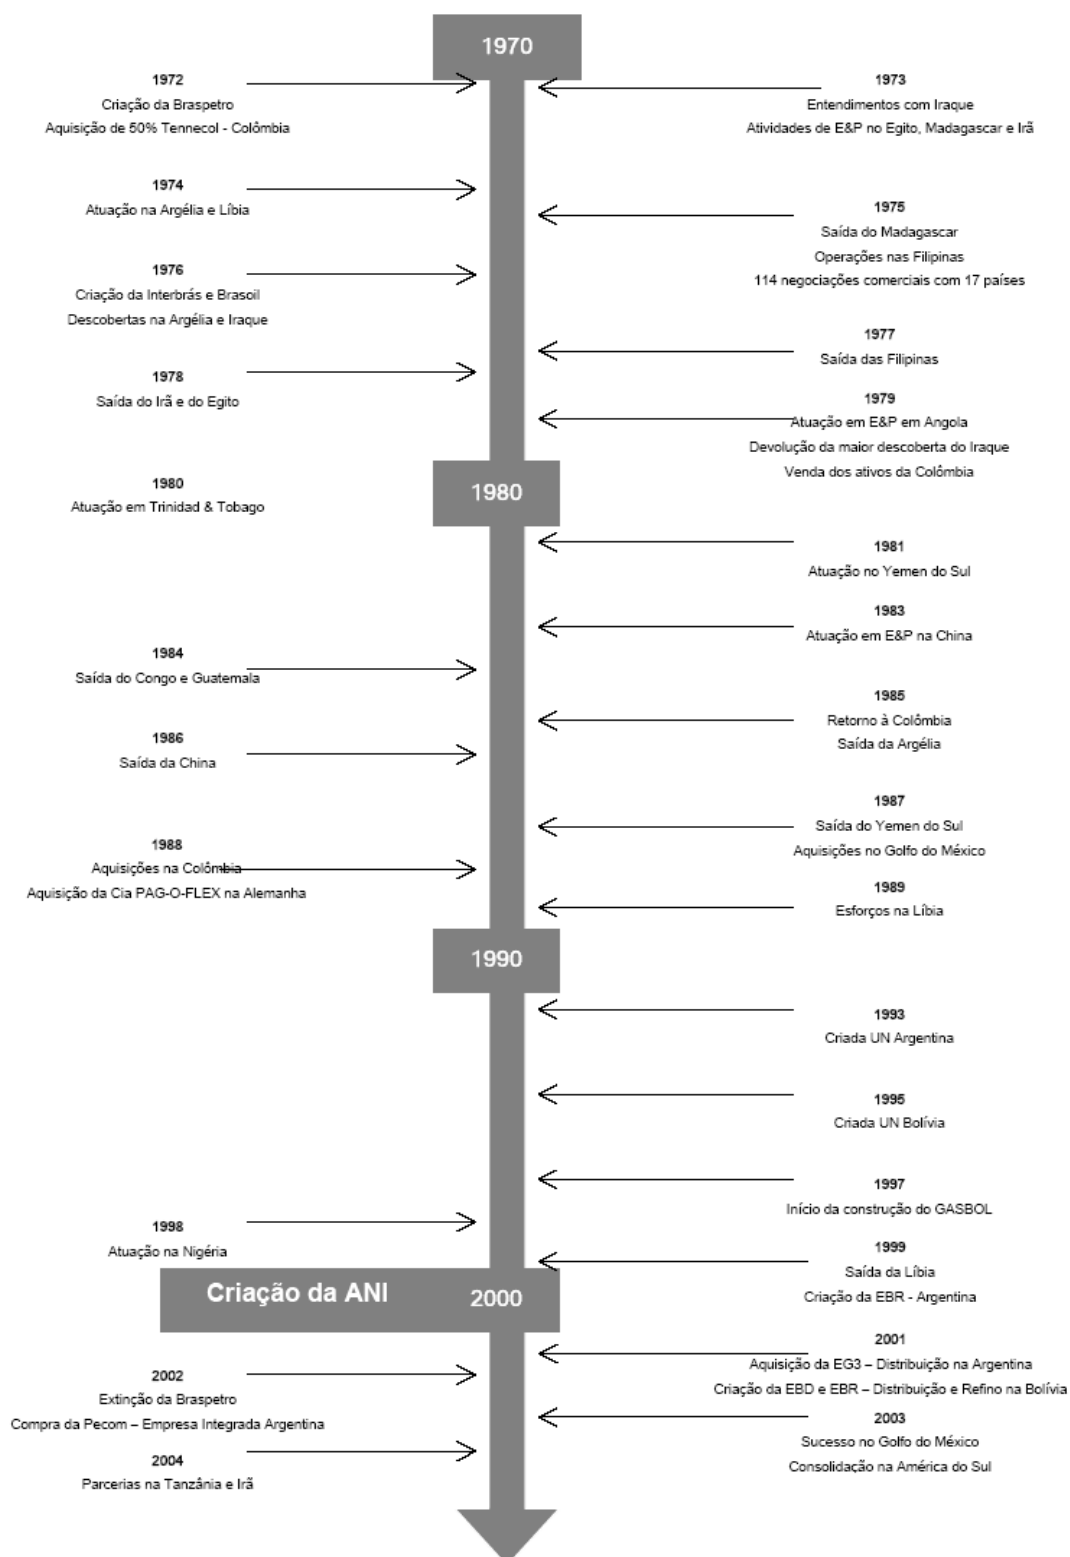 1970
1972
Criação da Braspetro
Aquisição de 50% Tennecol - Colômbia
1973
Entendimentos com Iraque
Atividades de E&P no Egito, Madagascar e Irã
1974
Atuação na Argélia e Líbia
1975
Saída do Madagascar
Operações nas Filipinas
114 negociações comerciais com 17 países
1976
Criação da Interbrás e Brasoil
Descobertas na Argélia e Iraque
1977
Saída das Filipinas
1978
Saída do Irã e do Egito
1979
Atuação em E&P em Angola
Devolução da maior descoberta do Iraque
Venda dos ativos da Colômbia
1980
1980
Atuação em Trinidad & Tobago
1981
Atuação no Yemen do Sul
1983
Atuação em E&P na China
1984
Saída do Congo e Guatemala
1985
Retorno à Colômbia
Saída da Argélia
1986
Saída da China
1987
Saída do Yemen do Sul
Aquisições no Golfo do México
1988
Aquisições na Colômbia
Aquisição da Cia PAG-O-FLEX na Alemanha
1989
Esforços na Líbia
1990
1993
Criada UN Argentina
1995
Criada UN Bolívia
1997
Início da construção do GASBOL
1998
Atuação na Nigéria
1999
Saída da Líbia
Criação da EBR - Argentina
Criação da ANI
2000
2001
Aquisição da EG3 – Distribuição na Argentina
Criação da EBD e EBR – Distribuição e Refino na Bolívia
2002
Extinção da Braspetro
Compra da Pecom – Empresa Integrada Argentina
2003
Sucesso no Golfo do México
Consolidação na América do Sul
2004
Parcerias na Tanzânia e Irã